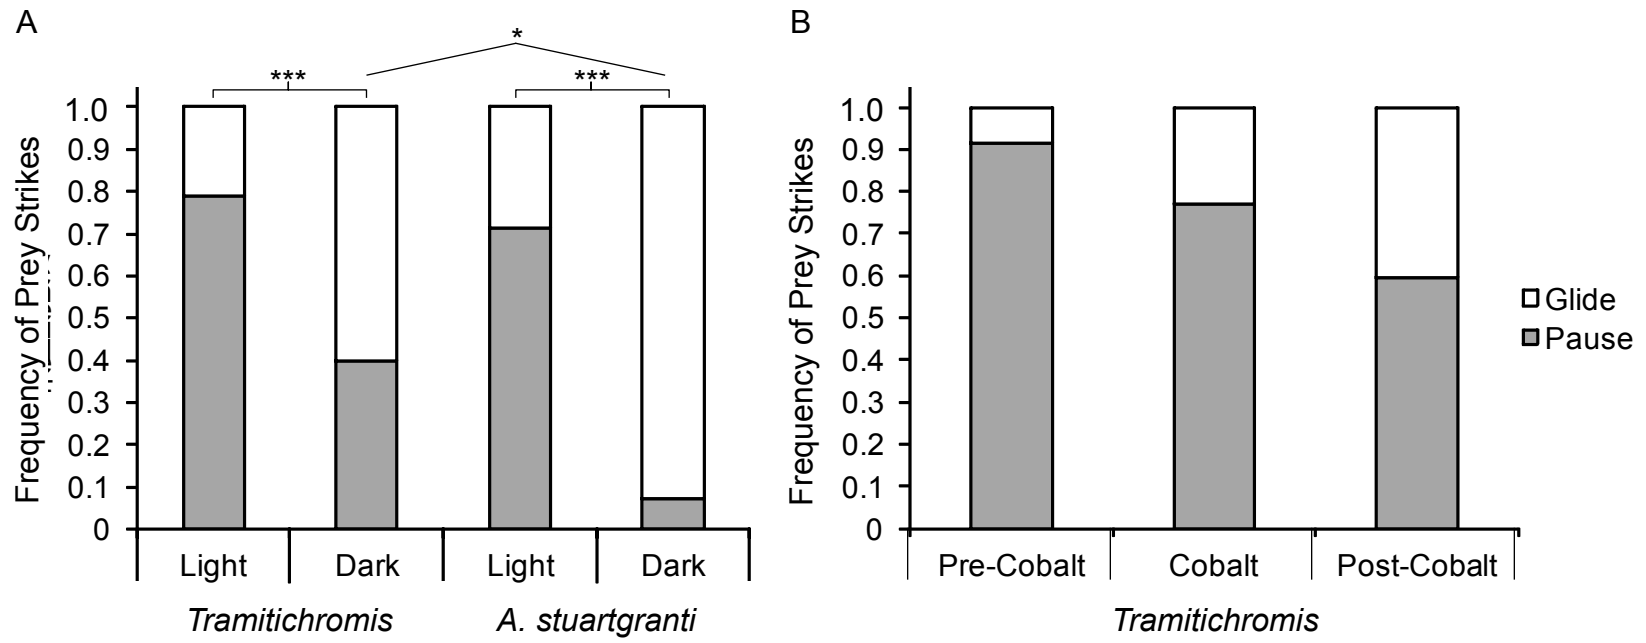 A
B
*
***
***
Frequency of Prey Strikes
1.0
0.9
0.8
0.7
0.6
0.5
0.4
0.3
0.2
0.1
0
Light
Dark
Light
Dark
Tramitichromis
A. stuartgranti
Frequency of Prey Strikes
1.0
0.9
0.8
0.7
0.6
0.5
0.4
0.3
0.2
0.1
0
Pre-Cobalt
Cobalt
Post-Cobalt
Tramitichromis
Glide
Pause